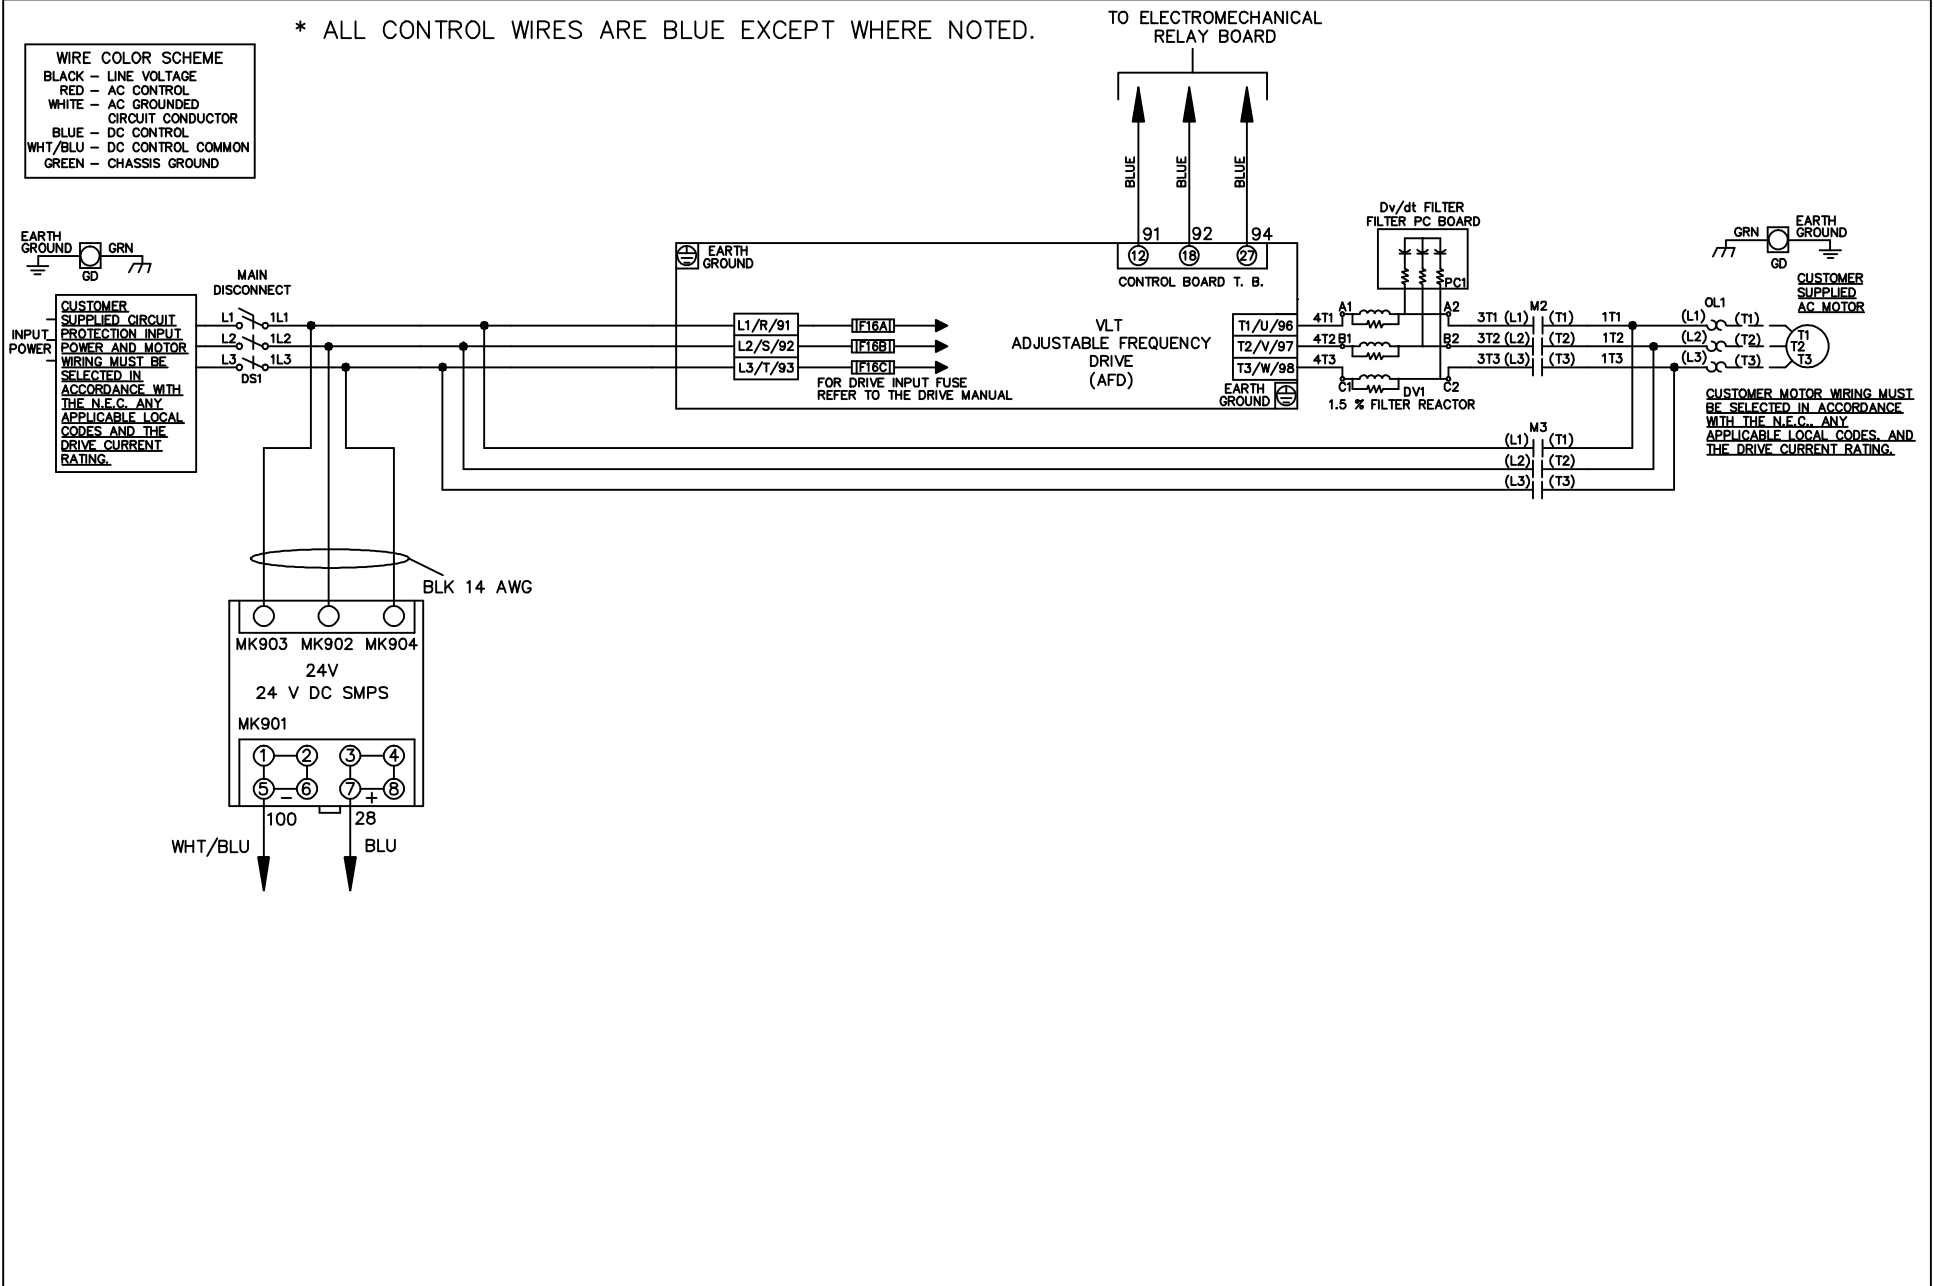 * ALL CONTROL WIRES ARE BLUE EXCEPT WHERE NOTED.
TO ELECTROMECHANICAL
RELAY BOARD
WIRE COLOR SCHEME
BLACK – LINE VOLTAGE
RED – AC CONTROL
WHITE – AC GROUNDED
CIRCUIT CONDUCTOR
BLUE – DC CONTROL
WHT/BLU – DC CONTROL COMMON
GREEN – CHASSIS GROUND
BLUE
BLUE
BLUE
91
92
94
12
18
27
CONTROL BOARD T. B.
EARTH
GROUND
GRN
GD
MAIN
DISCONNECT
L1
1L1
L2
1L2
L3
1L3
DS1
INPUT
POWER
CUSTOMER
SUPPLIED CIRCUIT
PROTECTION INPUT
POWER AND MOTOR
WIRING MUST BE
SELECTED IN
ACCORDANCE WITH
THE N.E.C. ANY
APPLICABLE LOCAL
CODES AND THE
DRIVE CURRENT
RATING.
EARTH
GROUND
L1/R/91
L2/S/92
L3/T/93
F16A
F16B
F16C
FOR DRIVE INPUT FUSE
REFER TO THE DRIVE MANUAL
VLT
ADJUSTABLE FREQUENCY
DRIVE
(AFD)
T1/U/96
T2/V/97
T3/W/98
EARTH
GROUND
Dv/dt FILTER
FILTER PC BOARD
PC1
4T1
A1
A2
4T2
B1
B2
4T3
C1
C2
DV1
1.5 % FILTER REACTOR
M2
3T1 (L1) (T1) 1T1
3T2 (L2) (T2) 1T2
3T3 (L3) (T3) 1T3
M3
(L1) (T1)
(L2) (T2)
(L3) (T3)
OL1
(L1) (T1)
(L2) (T2)
(L3) (T3)
T1
T2
T3
GRN
GD
EARTH
GROUND
CUSTOMER
SUPPLIED
AC MOTOR
CUSTOMER MOTOR WIRING MUST
BE SELECTED IN ACCORDANCE
WITH THE N.E.C.. ANY
APPLICABLE LOCAL CODES. AND
THE DRIVE CURRENT RATING.
BLK 14 AWG
MK903 MK902 MK904
24V
24 V DC SMPS
MK901
1 2 3 4
5 6 7 8
– +
100
28
WHT/BLU
BLU